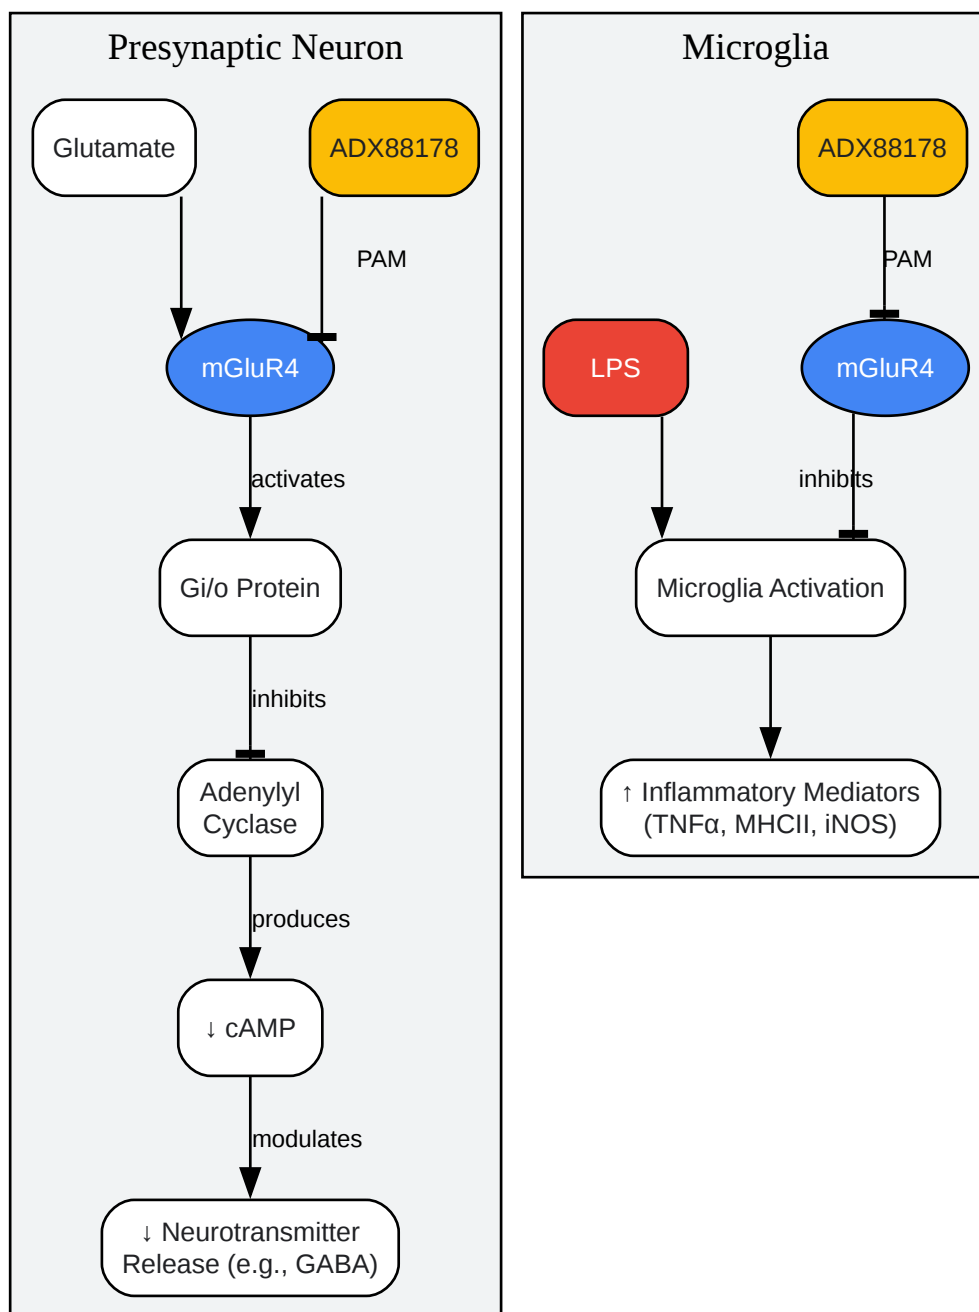 Presynaptic Neuron
Glutamate
ADX88178
PAM
mGluR4
activates
Gi/o Protein
inhibits
Adenylyl
Cyclase
produces
↓ cAMP
modulates
↓ Neurotransmitter
Release (e.g., GABA)
Microglia
ADX88178
PAM
LPS
mGluR4
inhibits
Microglia Activation
↑ Inflammatory Mediators
(TNFα, MHCII, iNOS)